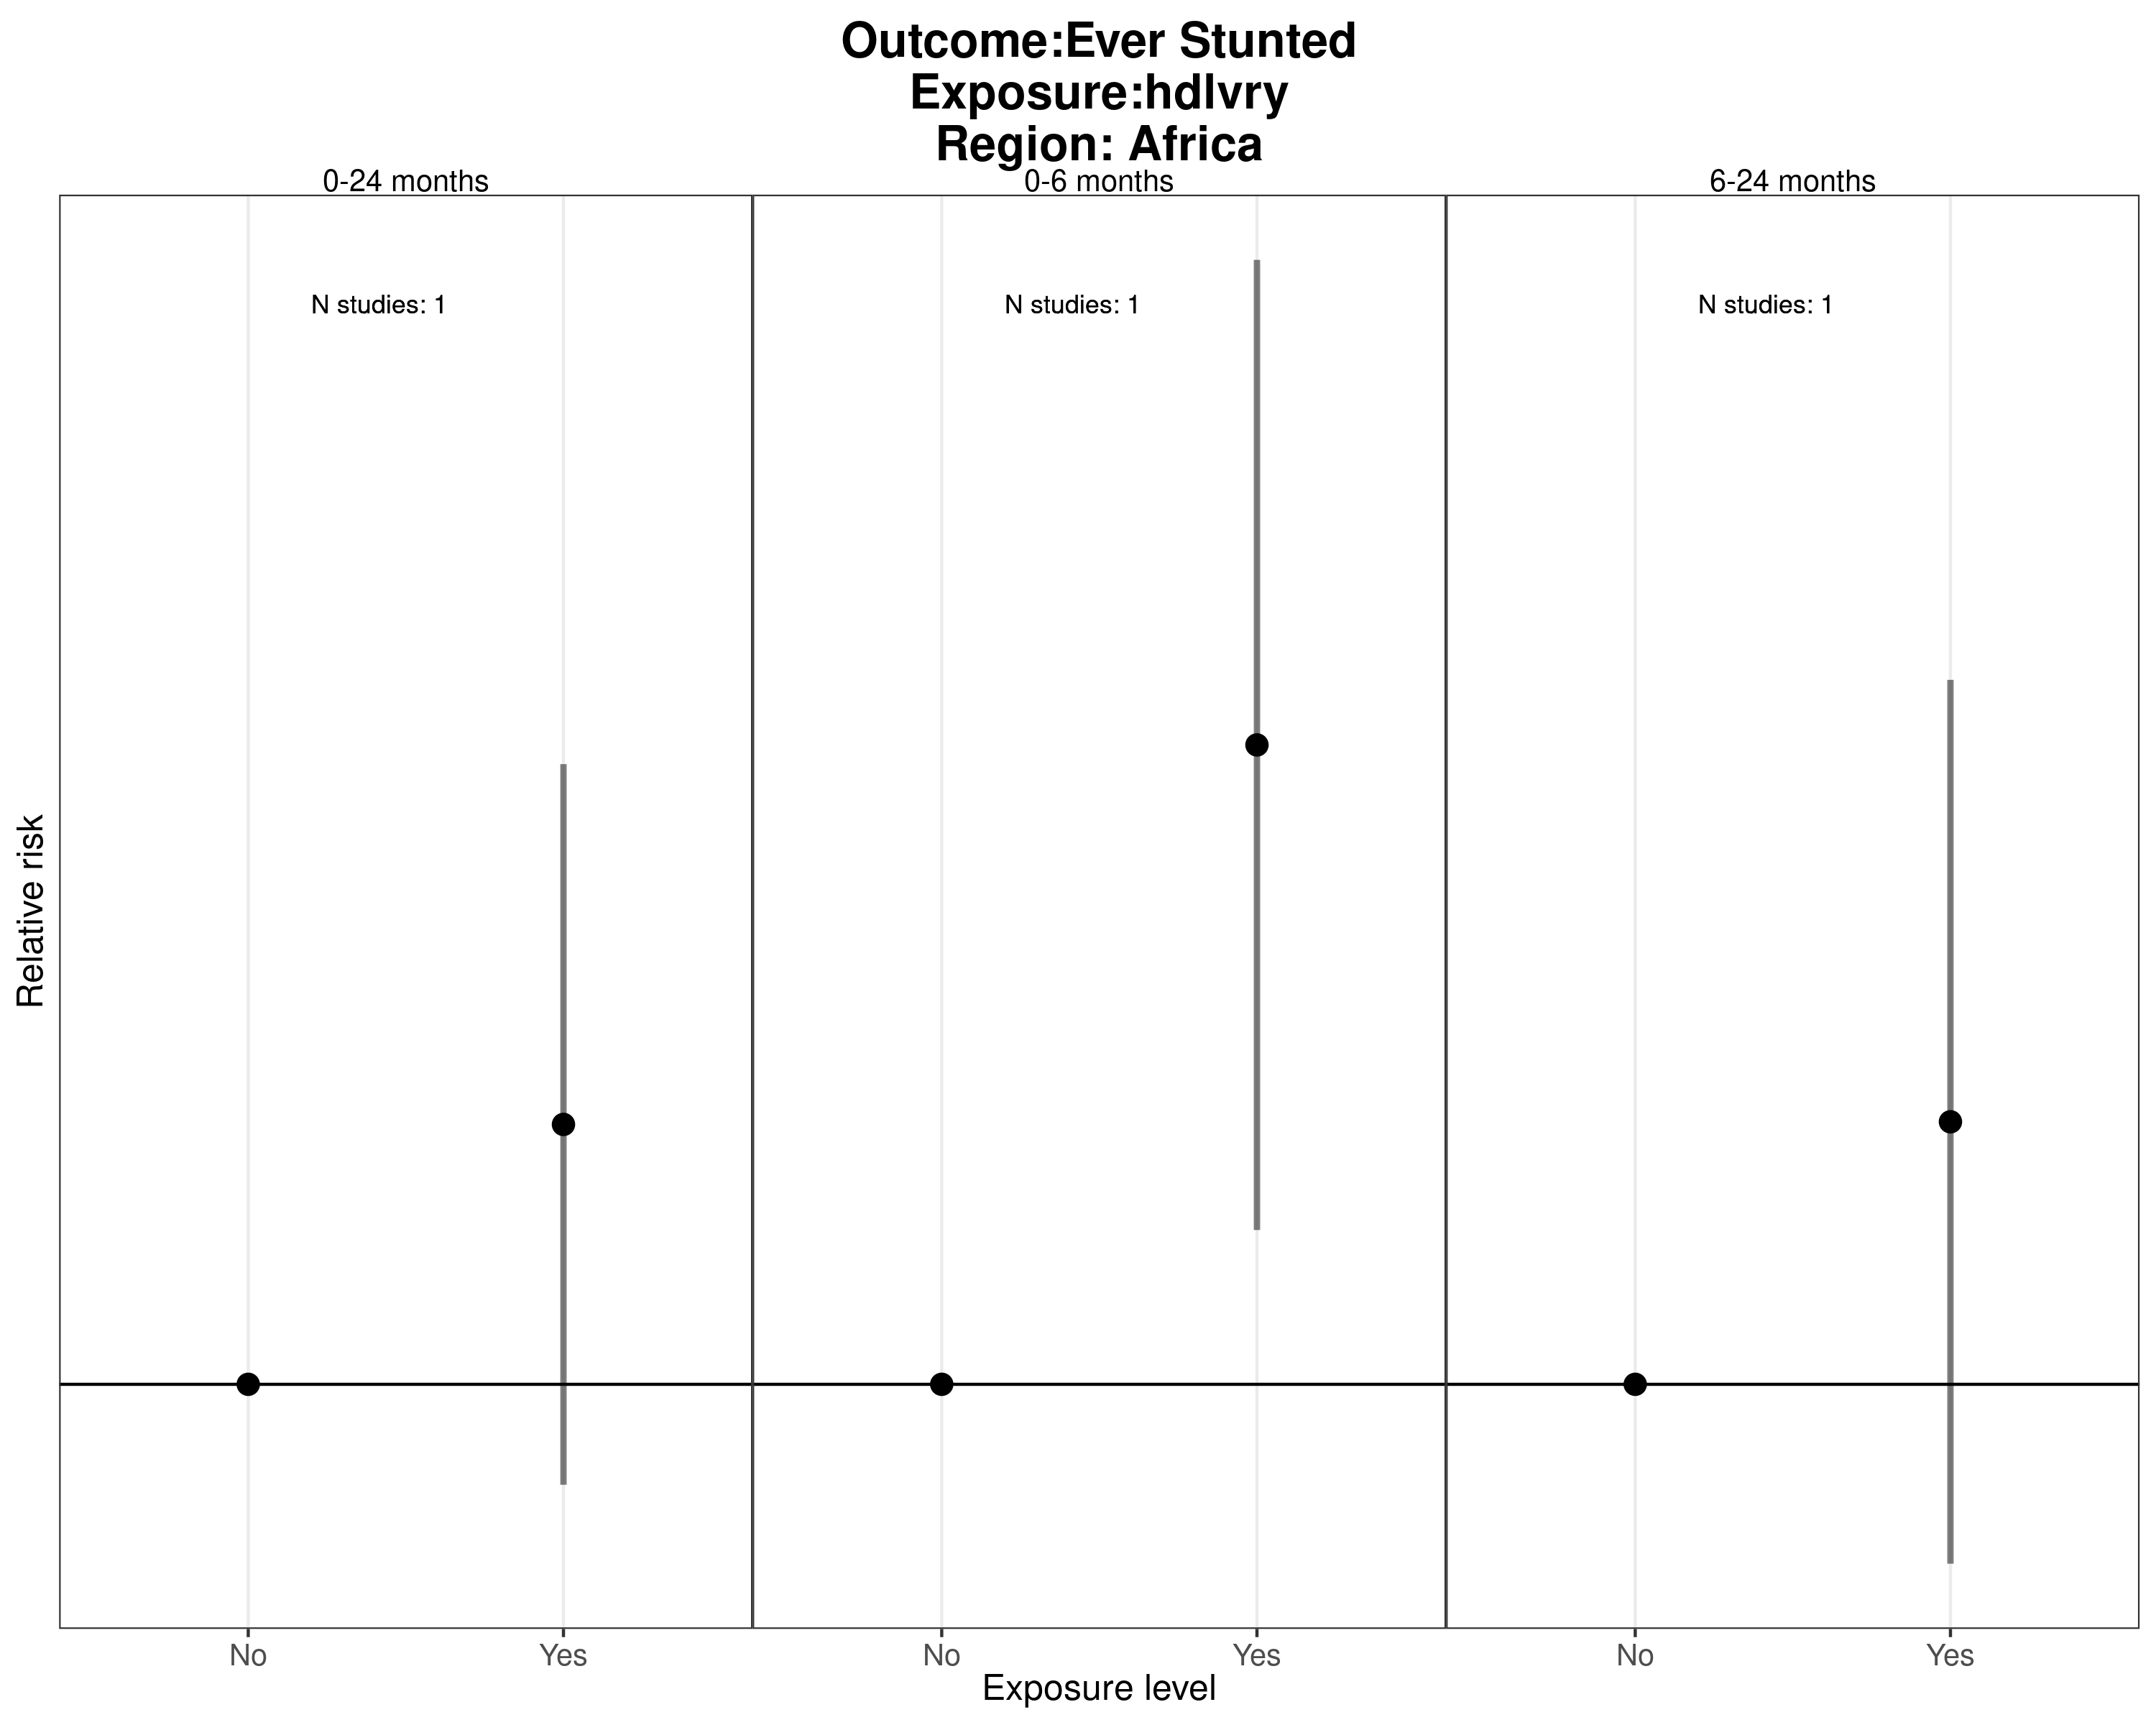 Outcome:Ever Stunted
Exposure:hdlvry
Region: Africa
0-24 months
0-6 months
6-24 months
N studies: 1
N studies: 1
N studies: 1
Relative risk
No
Yes
No
Yes
No
Yes
Exposure level